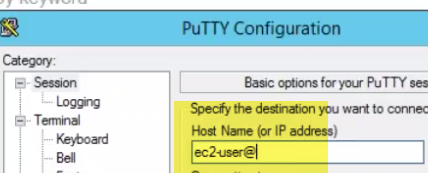 by keyword
PuTTY Configuration
Category:
Session
Logging
Terminal
Keyboard
Bell
Basic options for your PuTTY ses
Specify the destination you want to connec
Host Name (or IP address)
ec2-user@